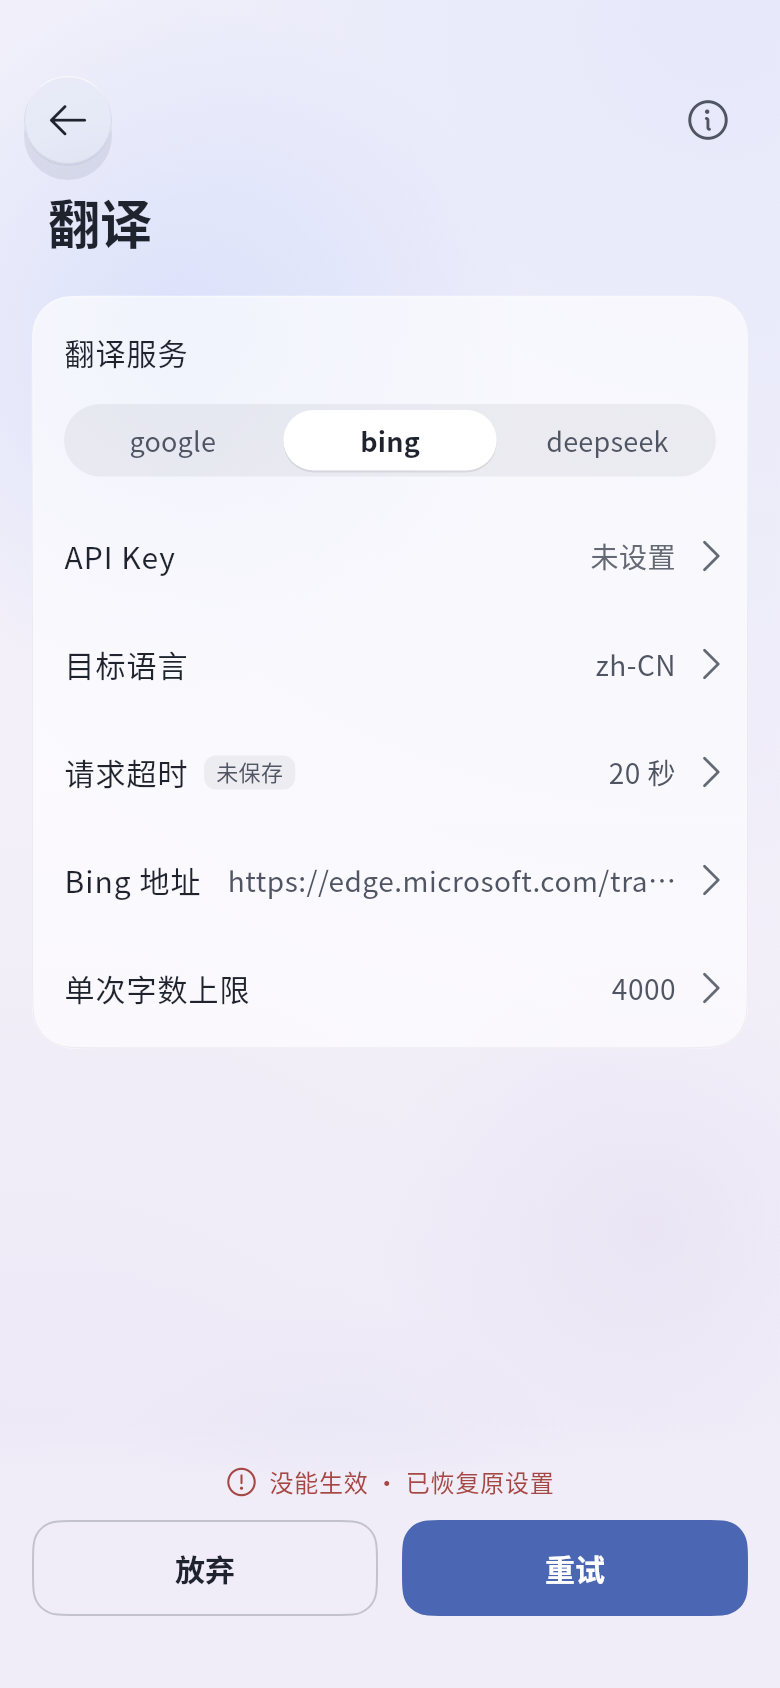 翻译
翻译服务
google bing deepseek
API Key 未设置
目标语言 zh-CN
请求超时 未保存 20 秒
Bing 地址 https://edge.microsoft.com/tra…
单次字数上限 4000
没能生效 · 已恢复原设置
放弃 重试